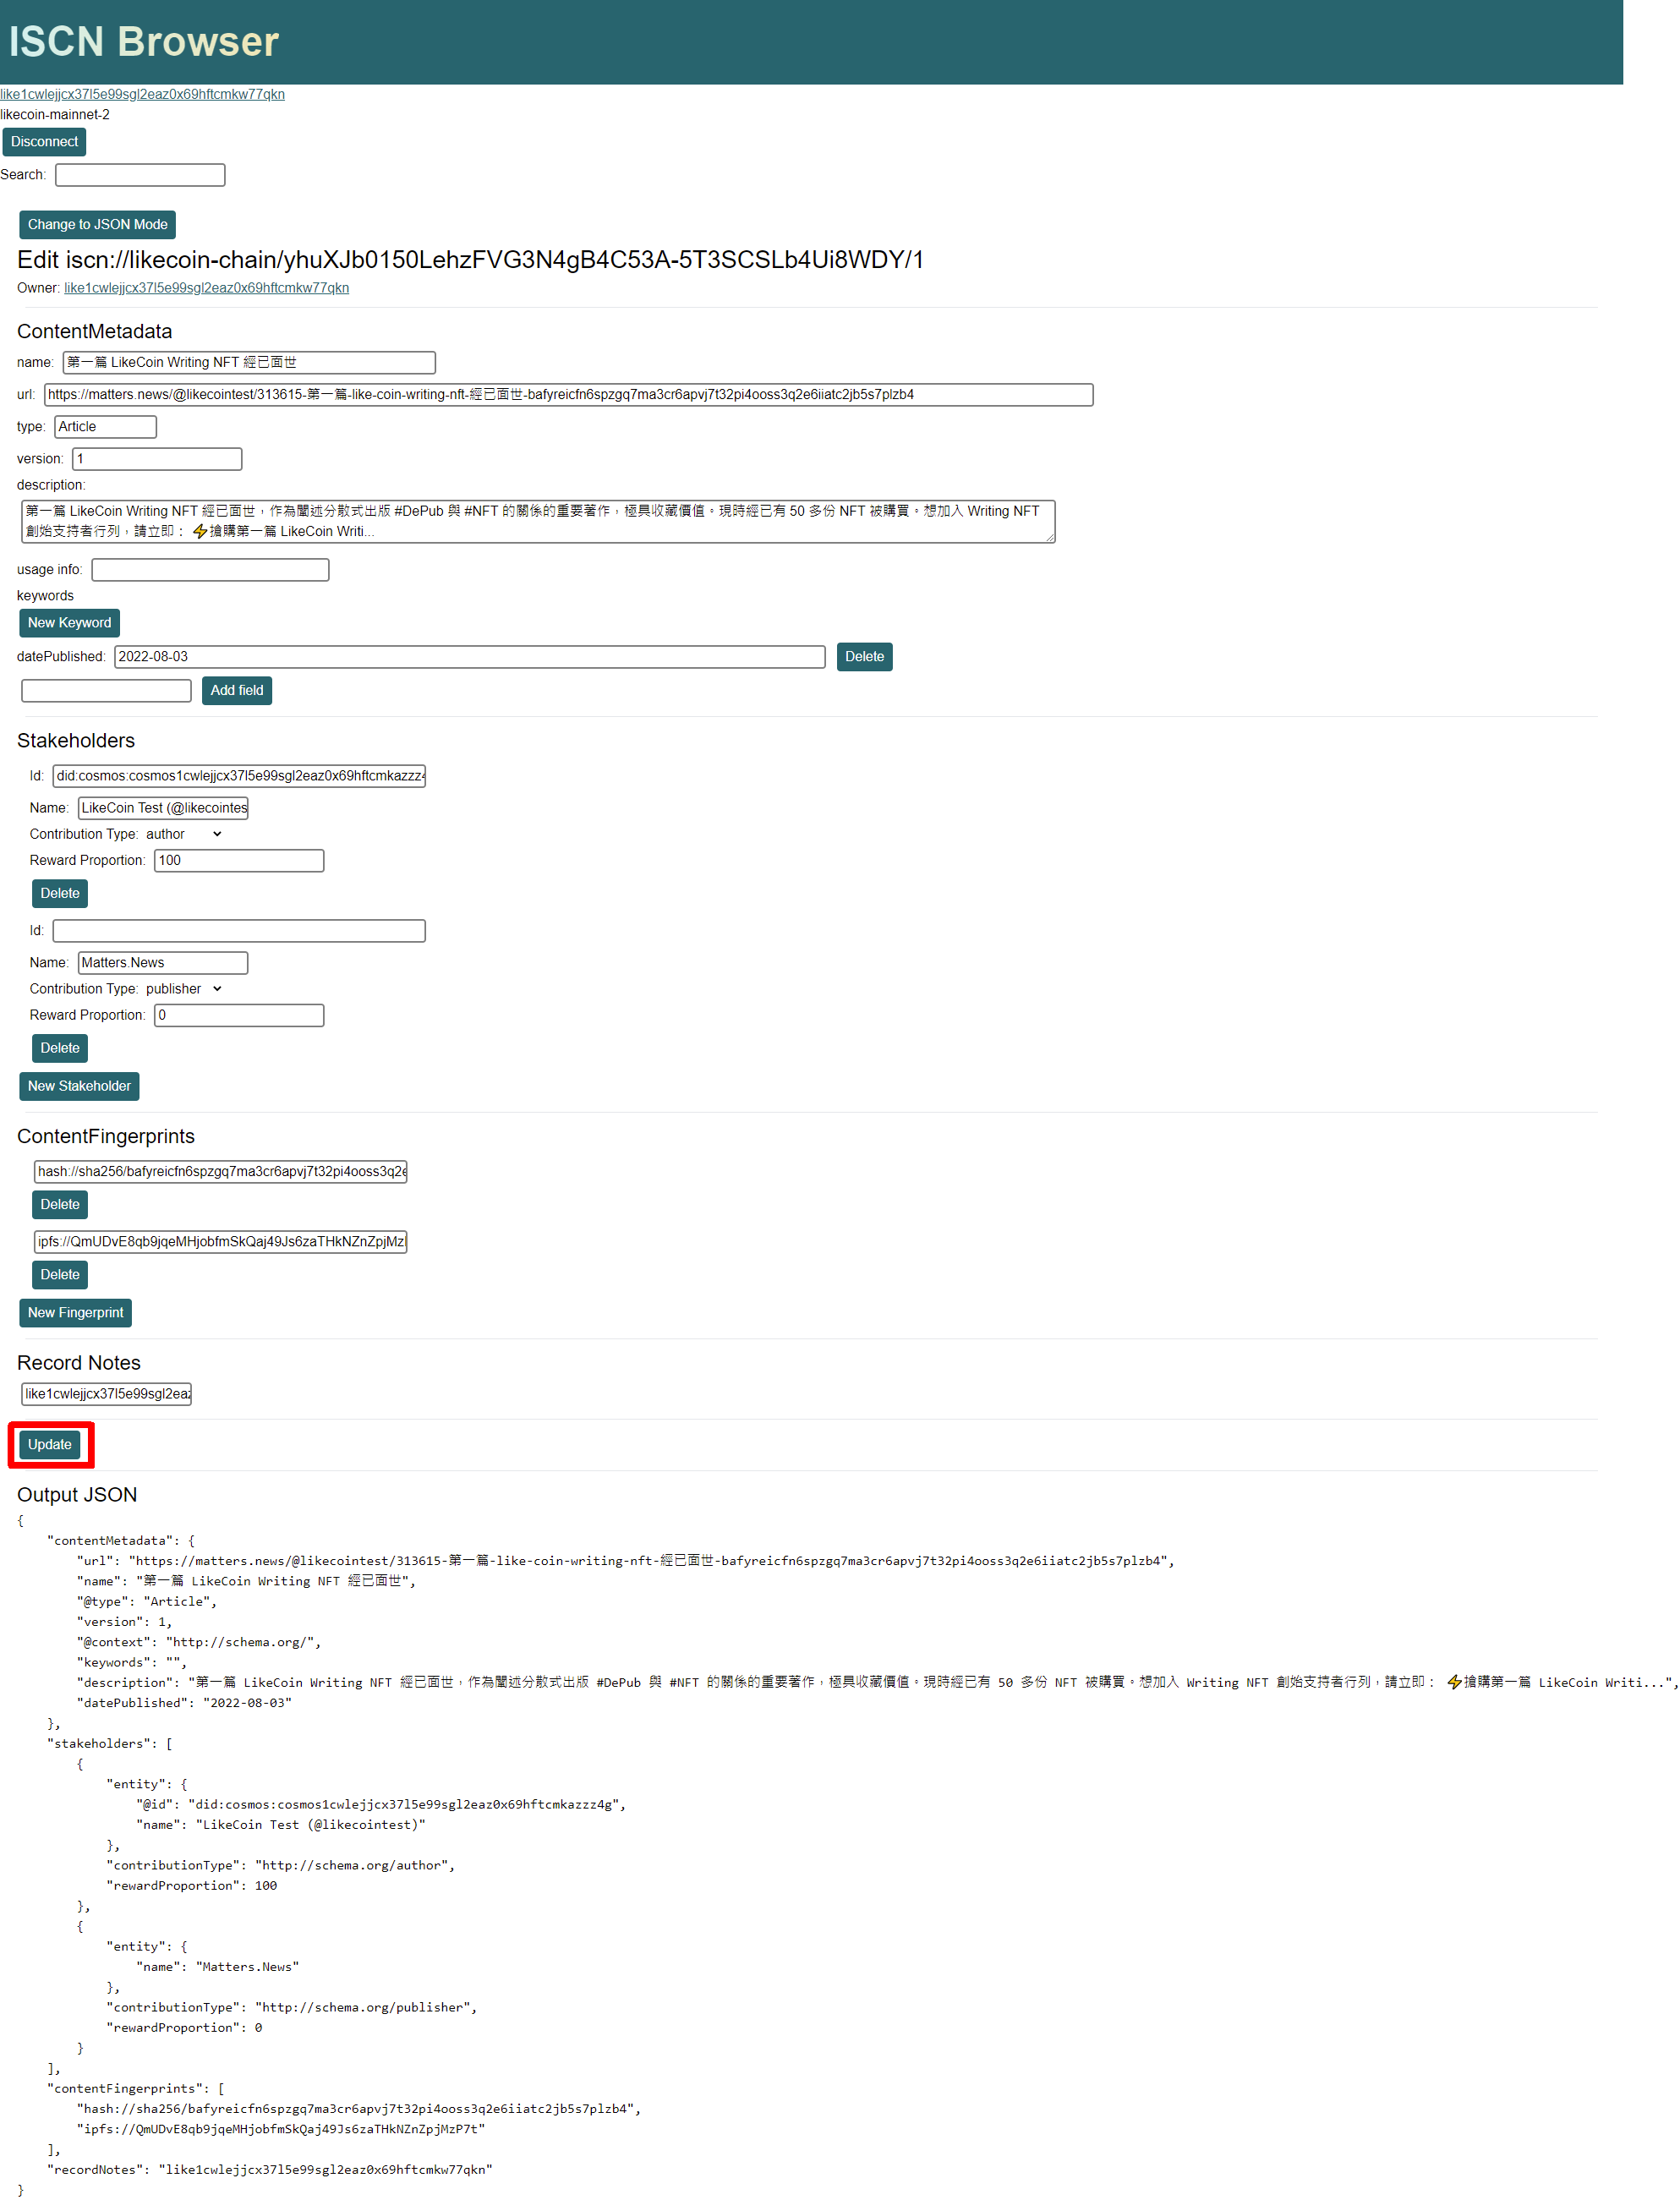 ISCN Browser
like1cwlejjcx37l5e99sgl2eaz0x69hftcmkw77qkn
likecoin-mainnet-2
Disconnect
Search:
Change to JSON Mode
Edit iscn://likecoin-chain/yhuXJb0150LehzFVG3N4gB4C53A-5T3SCSLb4Ui8WDY/1
Owner: like1cwlejjcx37l5e99sgl2eaz0x69hftcmkw77qkn
ContentMetadata
name: 第一篇 LikeCoin Writing NFT 經已面世
url: https://matters.news/@likecointest/313615-第一篇-like-coin-writing-nft-經已面世-bafyreicfn6spzgq7ma3cr6apvj7t32pi4ooss3q2e6iiatc2jb5s7plzb4
type: Article
version: 1
description:
第一篇 LikeCoin Writing NFT 經已面世，作為闡述分散式出版 #DePub 與 #NFT 的關係的重要著作，極具收藏價值。現時經已有 50 多份 NFT 被購買。想加入 Writing NFT
創始支持者行列，請立即： ⚡搶購第一篇 LikeCoin Writi...
usage info:
keywords
New Keyword
datePublished: 2022-08-03 Delete
Add field
Stakeholders
Id: did:cosmos:cosmos1cwlejjcx37l5e99sgl2eaz0x69hftcmkazzz4
Name: LikeCoin Test (@likecointes
Contribution Type: author
Reward Proportion: 100
Delete
Id:
Name: Matters.News
Contribution Type: publisher
Reward Proportion: 0
Delete
New Stakeholder
ContentFingerprints
hash://sha256/bafyreicfn6spzgq7ma3cr6apvj7t32pi4ooss3q2e
Delete
ipfs://QmUDvE8qb9jqeMHjobfmSkQaj49Js6zaTHkNZnZpjMz
Delete
New Fingerprint
Record Notes
like1cwlejjcx37l5e99sgl2eaz
Update
Output JSON
{
"contentMetadata": {
"url": "https://matters.news/@likecointest/313615-第一篇-like-coin-writing-nft-經已面世-bafyreicfn6spzgq7ma3cr6apvj7t32pi4ooss3q2e6iiatc2jb5s7plzb4",
"name": "第一篇 LikeCoin Writing NFT 經已面世",
"@type": "Article",
"version": 1,
"@context": "http://schema.org/",
"keywords": "",
"description": "第一篇 LikeCoin Writing NFT 經已面世，作為闡述分散式出版 #DePub 與 #NFT 的關係的重要著作，極具收藏價值。現時經已有 50 多份 NFT 被購買。想加入 Writing NFT 創始支持者行列，請立即： ⚡搶購第一篇 LikeCoin Writi...",
"datePublished": "2022-08-03"
},
"stakeholders": [
{
"entity": {
"@id": "did:cosmos:cosmos1cwlejjcx37l5e99sgl2eaz0x69hftcmkazzz4g",
"name": "LikeCoin Test (@likecointest)"
},
"contributionType": "http://schema.org/author",
"rewardProportion": 100
},
{
"entity": {
"name": "Matters.News"
},
"contributionType": "http://schema.org/publisher",
"rewardProportion": 0
}
],
"contentFingerprints": [
"hash://sha256/bafyreicfn6spzgq7ma3cr6apvj7t32pi4ooss3q2e6iiatc2jb5s7plzb4",
"ipfs://QmUDvE8qb9jqeMHjobfmSkQaj49Js6zaTHkNZnZpjMzP7t"
],
"recordNotes": "like1cwlejjcx37l5e99sgl2eaz0x69hftcmkw77qkn"
}